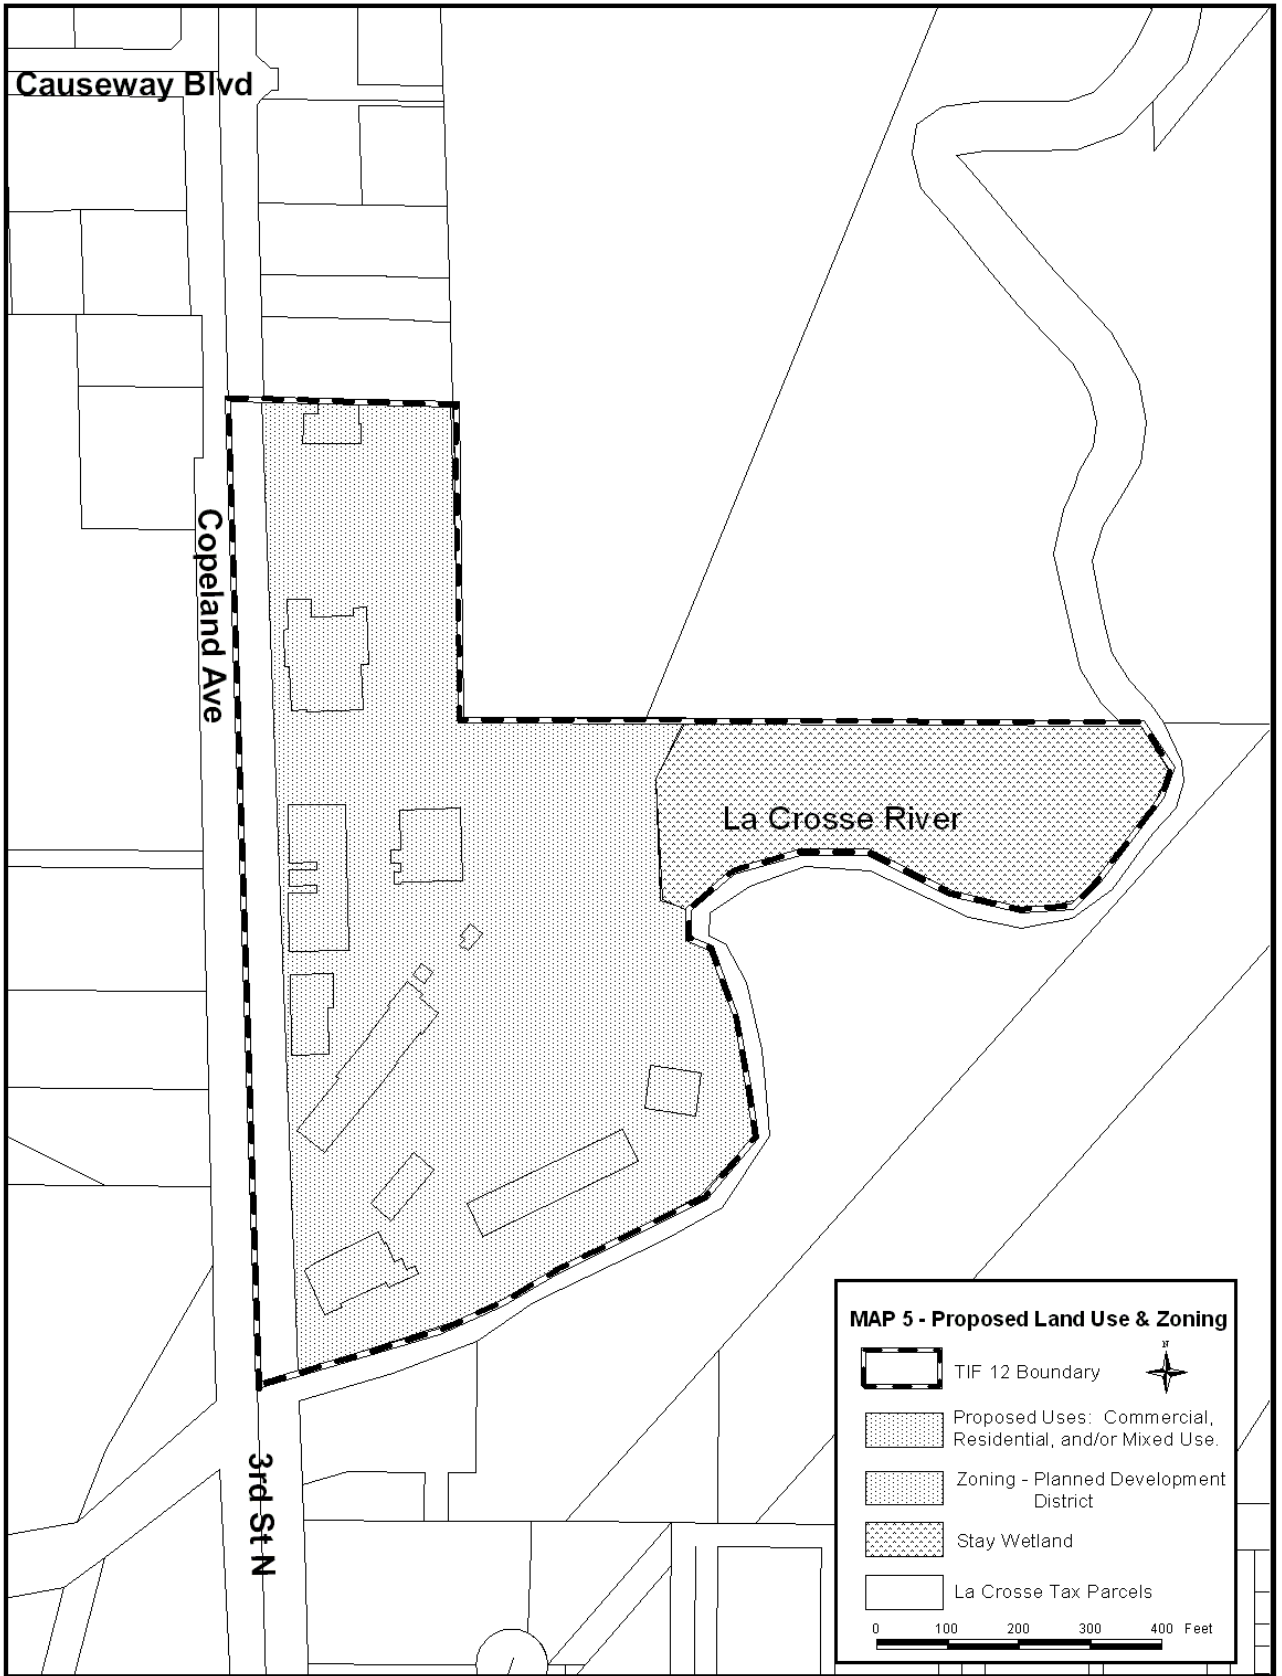 Causeway Blvd
Copeland Ave
La Crosse River
3rd St N
MAP 5 - Proposed Land Use & Zoning
N
TIF 12 Boundary
Proposed Uses: Commercial,
Residential, and/or Mixed Use.
Zoning - Planned Development
District
Stay Wetland
La Crosse Tax Parcels
0 100 200 300 400 Feet